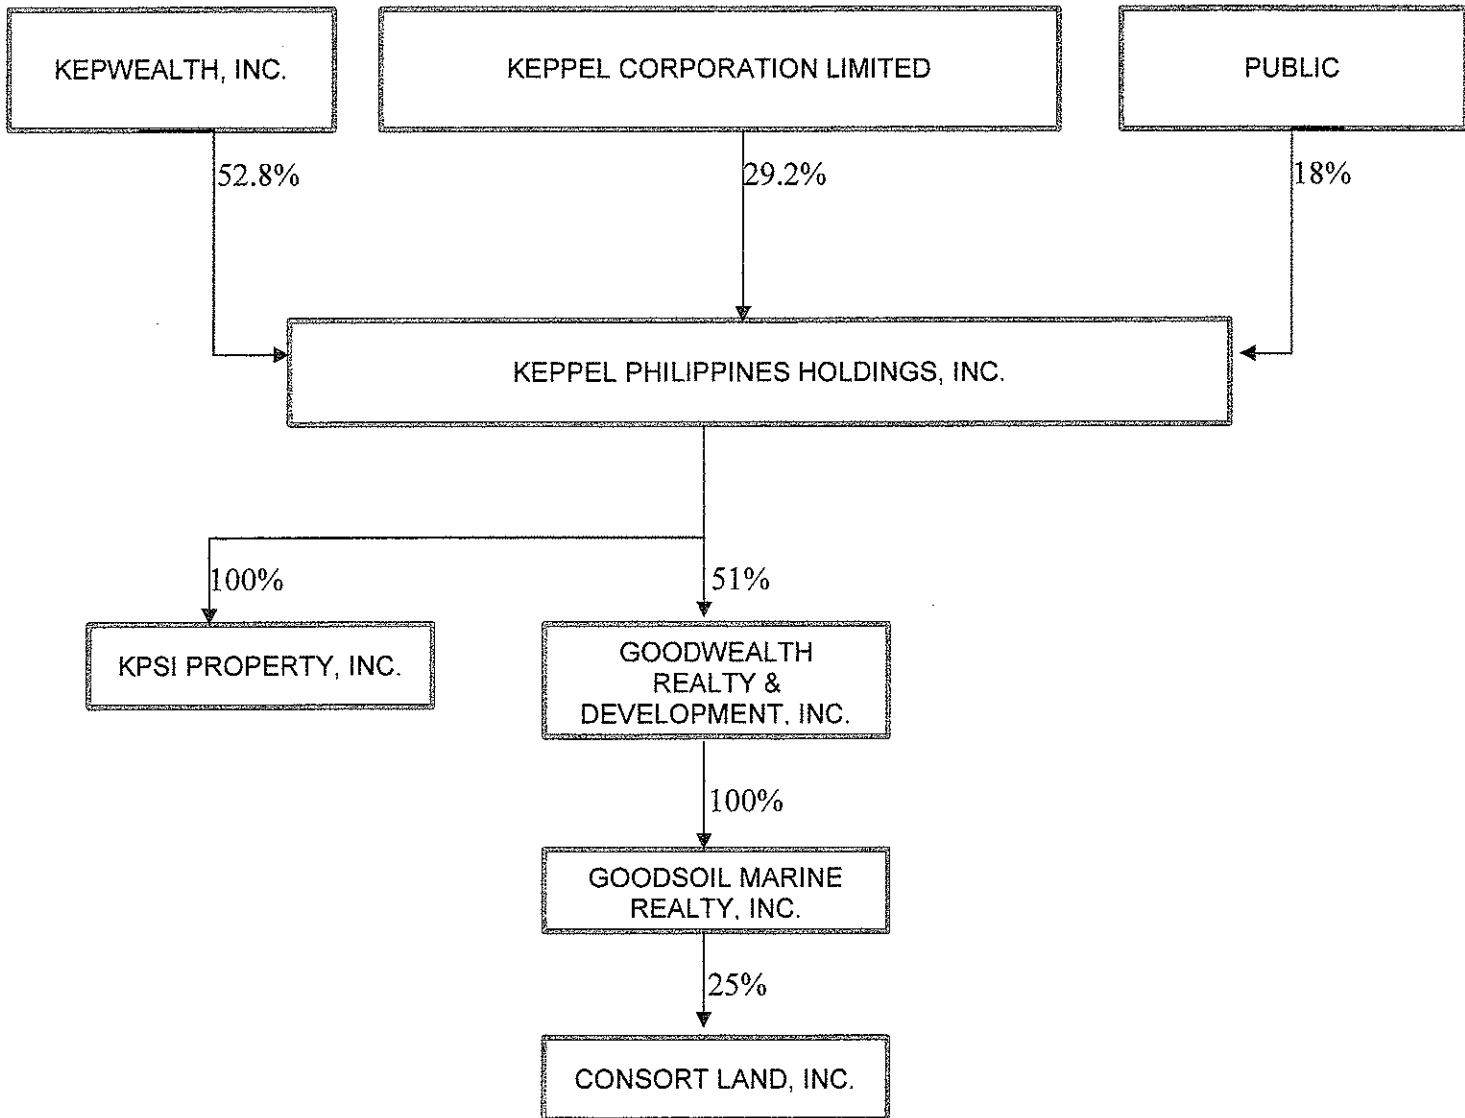 KEPWEALTH, INC.
KEPPEL CORPORATION LIMITED
PUBLIC
52.8%
29.2%
18%
KEPPEL PHILIPPINES HOLDINGS, INC.
100%
51%
KPSI PROPERTY, INC.
GOODWEALTH
REALTY &
DEVELOPMENT, INC.
100%
GOODSOIL MARINE
REALTY, INC.
25%
CONSORT LAND, INC.